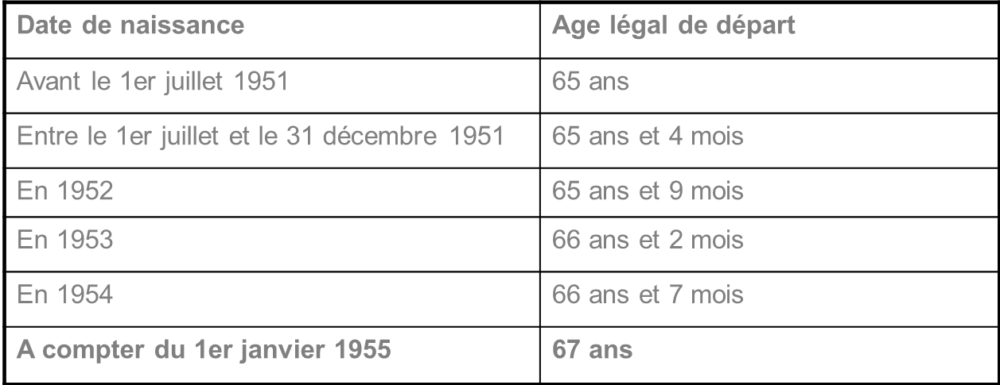 Date de naissance Age légal de départ
Avant le 1er juillet 1951 65 ans
Entre le 1er juillet et le 31 décembre 1951 65 ans et 4 mois
En 1952 65 ans et 9 mois
En 1953 66 ans et 2 mois
En 1954 66 ans et 7 mois
A compter du 1er janvier 1955 67 ans